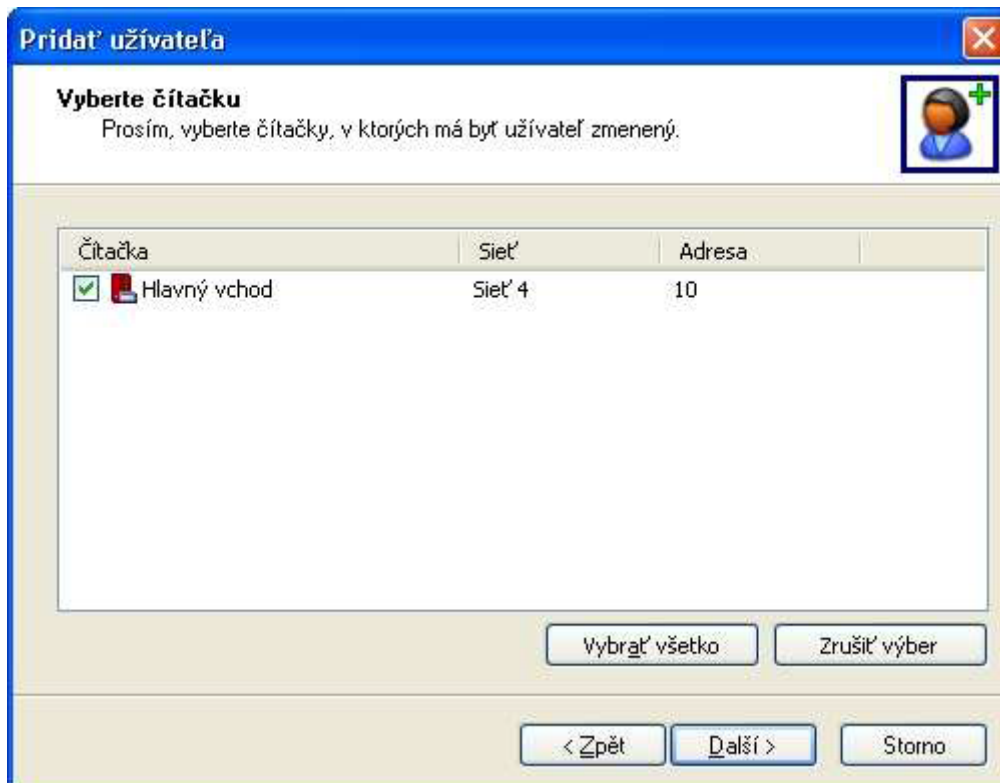 Pridať užívateľa
Vyberte čítačku
Prosím, vyberte čítačky, v ktorých má byť užívateľ zmenený.
Čítačka Sieť Adresa
Hlavný vchod Sieť 4 10
Vybrať všetko Zrušiť výber
< Zpět Další > Storno